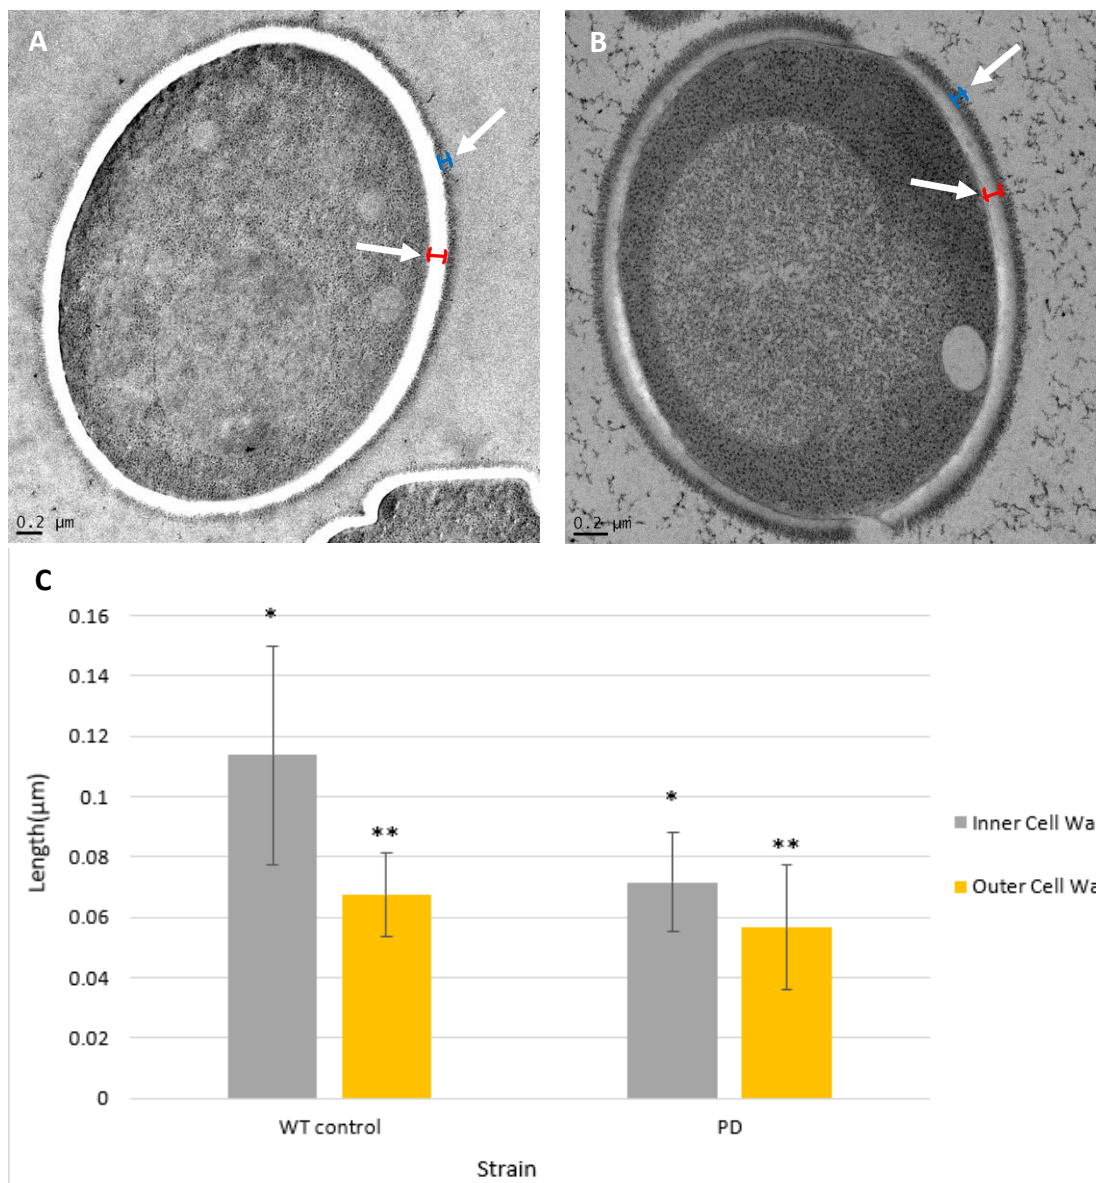 A
B
0.2 µm
0.2 µm
C
0.16
0.14
0.12
0.1
0.08
0.06
0.04
0.02
0
*
**
*
**
Length(µm)
WT control
PD
Strain
Inner Cell Wa
Outer Cell Wa